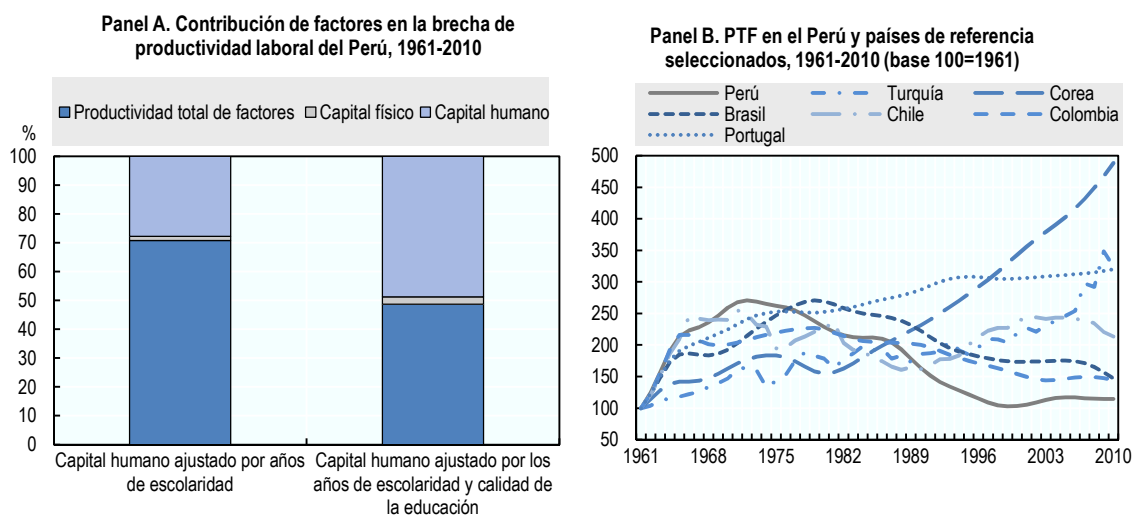 Panel A. Contribución de factores en la brecha de
productividad laboral del Perú, 1961-2010
Productividad total de factores
Capital físico
Capital humano
%
100
90
80
70
60
50
40
30
20
10
0
Capital humano ajustado por años
de escolaridad
Capital humano ajustado por los
años de escolaridad y calidad de
la educación
Panel B. PTF en el Perú y países de referencia
seleccionados, 1961-2010 (base 100=1961)
Perú
Turquía
Corea
Brasil
Chile
Colombia
Portugal
500
450
400
350
300
250
200
150
100
50
1961 1968 1975 1982 1989 1996 2003 2010